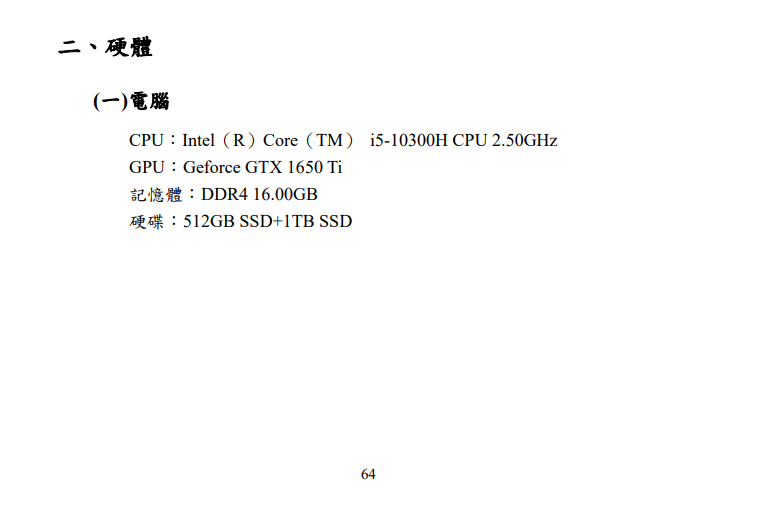 二、硬體
(一)電腦
CPU：Intel（R）Core（TM） i5-10300H CPU 2.50GHz
GPU：Geforce GTX 1650 Ti
記憶體：DDR4 16.00GB
硬碟：512GB SSD+1TB SSD
64